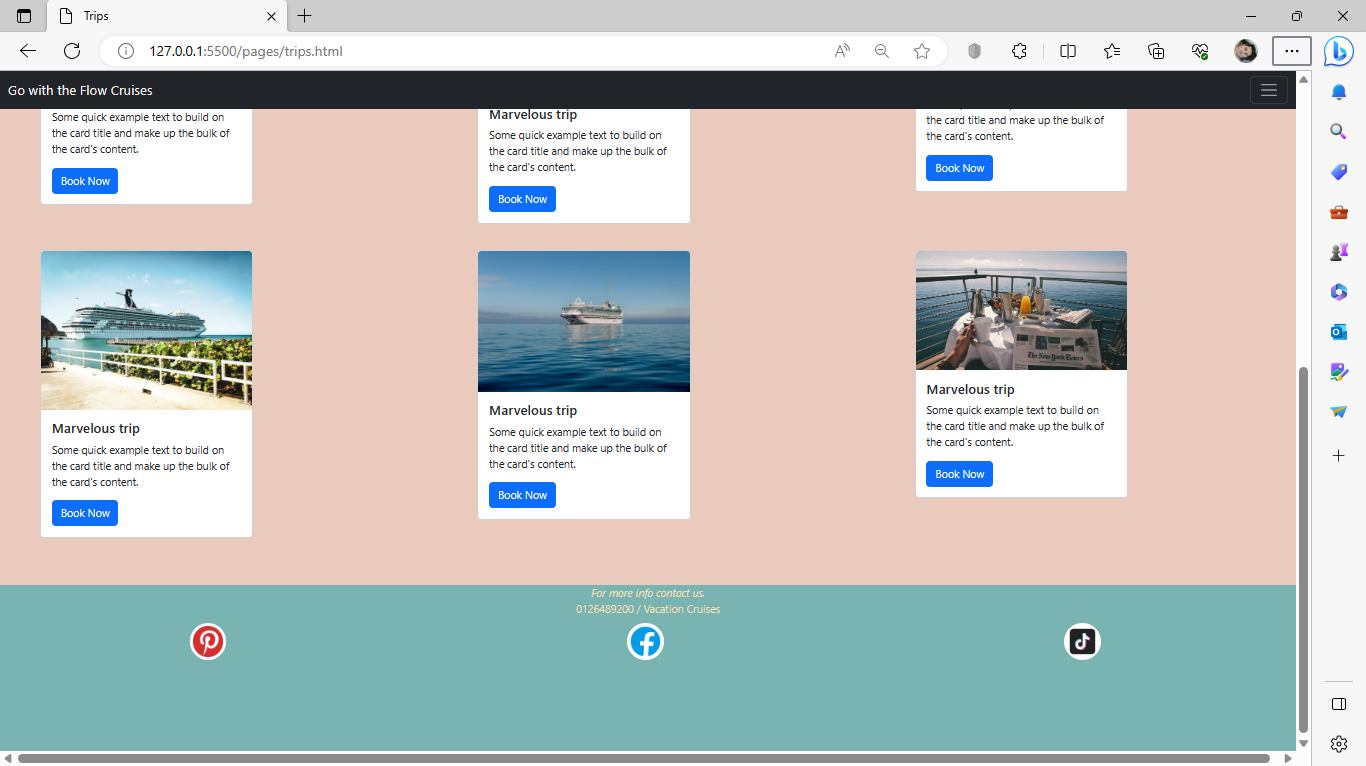 Trips
127.0.0.1:5500/pages/trips.html
Go with the Flow Cruises
Some quick example text to build on
the card title and make up the bulk of
the card's content.
Book Now
Marvelous trip
Some quick example text to build on
the card title and make up the bulk of
the card's content.
Book Now
the card title and make up the bulk of
the card's content.
Book Now
Marvelous trip
Some quick example text to build on
the card title and make up the bulk of
the card's content.
Book Now
Marvelous trip
Some quick example text to build on
the card title and make up the bulk of
the card's content.
Book Now
The New York Times
Marvelous trip
Some quick example text to build on
the card title and make up the bulk of
the card's content.
Book Now
For more info contact us.
0126489200 / Vacation Cruises